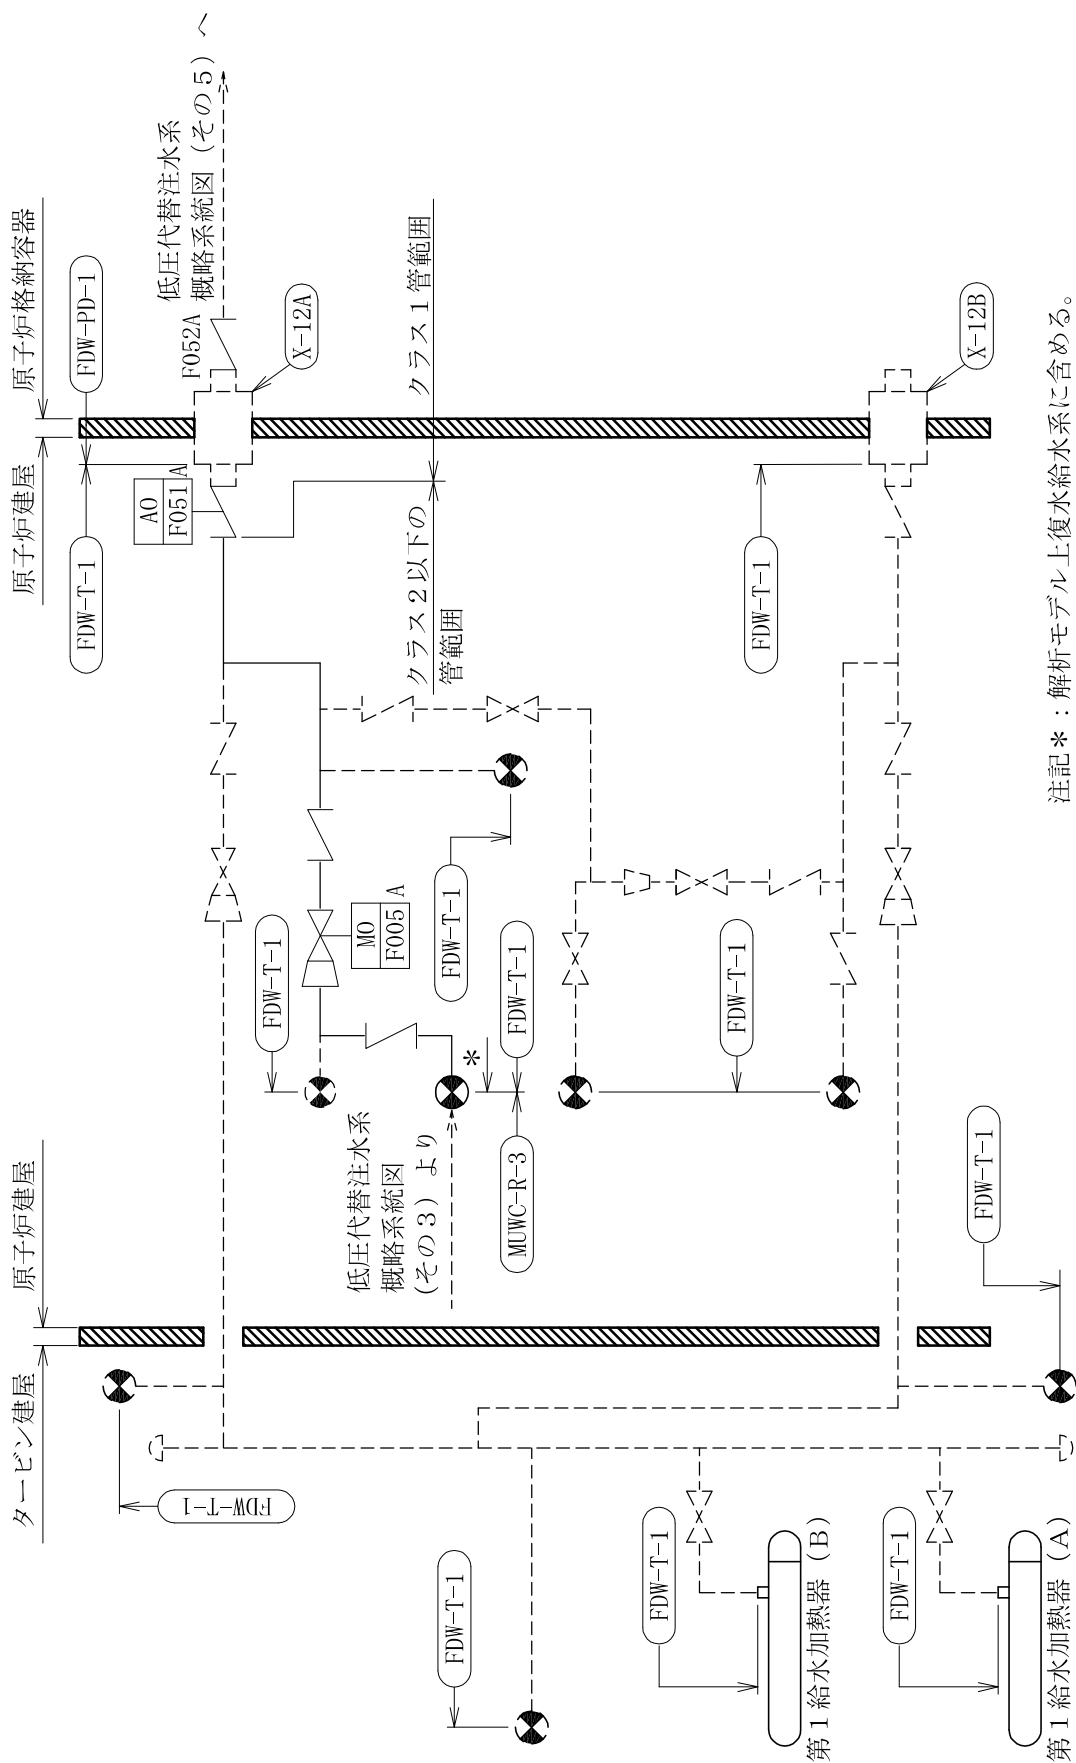 タービン建屋
原子炉建屋
原子炉建屋
原子炉格納容器
FDW-T-1
FDW-PD-1
FDW-T-1
AO
F051
A
F052A
低圧代替注水系
概略系統図（その５）へ
X-12A
クラス１管範囲
クラス２以下の
管範囲
FDW-T-1
MO
F005
A
FDW-T-1
FDW-T-1
*
MUWC-R-3
低圧代替注水系
概略系統図
（その３）より
FDW-T-1
FDW-T-1
X-12B
FDW-T-1
FDW-T-1
FDW-T-1
第１給水加熱器（B）
FDW-T-1
第１給水加熱器（A）
注記＊：解析モデル上復水給水系に含める。